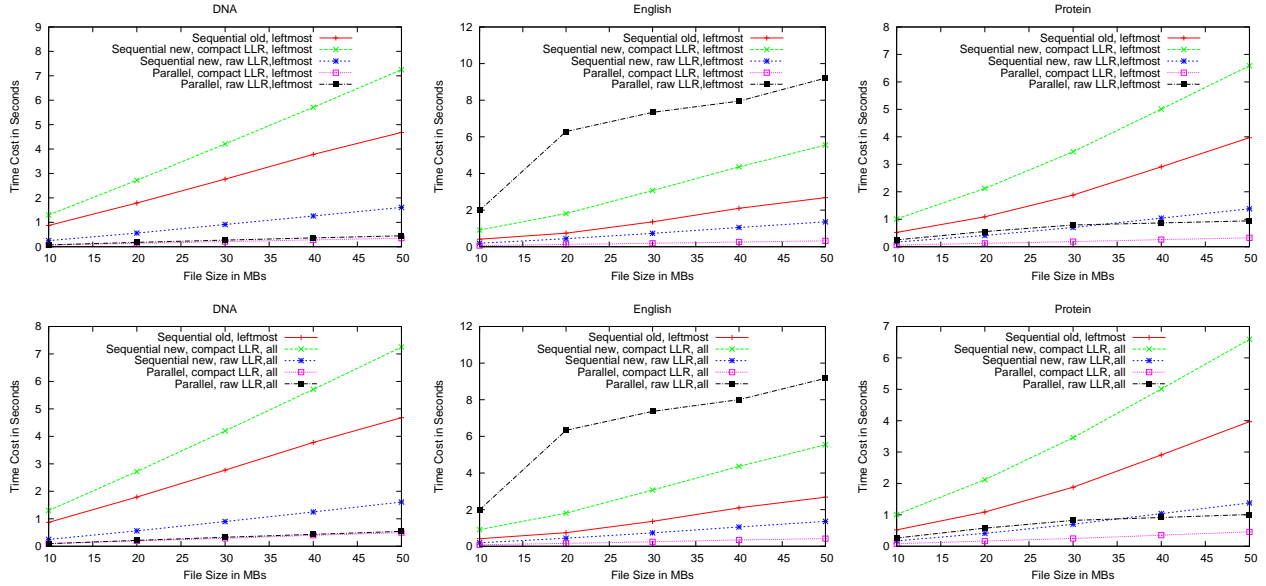 DNA
Time Cost in Seconds
9
8
7
6
5
4
3
2
1
0
Sequential old, leftmost
Sequential new, compact LLR,leftmost
Sequential new, raw LLR,leftmost
Parallel, compact LLR,leftmost
Parallel, raw LLR,leftmost
10 15 20 25 30 35 40 45 50
File Size in MBs
English
Time Cost in Seconds
12
10
8
6
4
2
0
Sequential old, leftmost
Sequential new, compact LLR,leftmost
Sequential new, raw LLR,leftmost
Parallel, compact LLR,leftmost
Parallel, raw LLR,leftmost
10 15 20 25 30 35 40 45 50
File Size in MBs
Protein
Time Cost in Seconds
8
7
6
5
4
3
2
1
0
Sequential old, leftmost
Sequential new, compact LLR,leftmost
Sequential new, raw LLR,leftmost
Parallel, compact LLR,leftmost
Parallel, raw LLR,leftmost
10 15 20 25 30 35 40 45 50
File Size in MBs
DNA
Time Cost in Seconds
8
7
6
5
4
3
2
1
0
Sequential old, leftmost
Sequential new, compact LLR, all
Sequential new, raw LLR,all
Parallel, compact LLR, all
Parallel, raw LLR,all
10 15 20 25 30 35 40 45 50
File Size in MBs
English
Time Cost in Seconds
12
10
8
6
4
2
0
Sequential old, leftmost
Sequential new, compact LLR, all
Sequential new, raw LLR,all
Parallel, compact LLR, all
Parallel, raw LLR,all
10 15 20 25 30 35 40 45 50
File Size in MBs
Protein
Time Cost in Seconds
7
6
5
4
3
2
1
0
Sequential old, leftmost
Sequential new, compact LLR, all
Sequential new, raw LLR,all
Parallel, compact LLR, all
Parallel, raw LLR,all
10 15 20 25 30 35 40 45 50
File Size in MBs